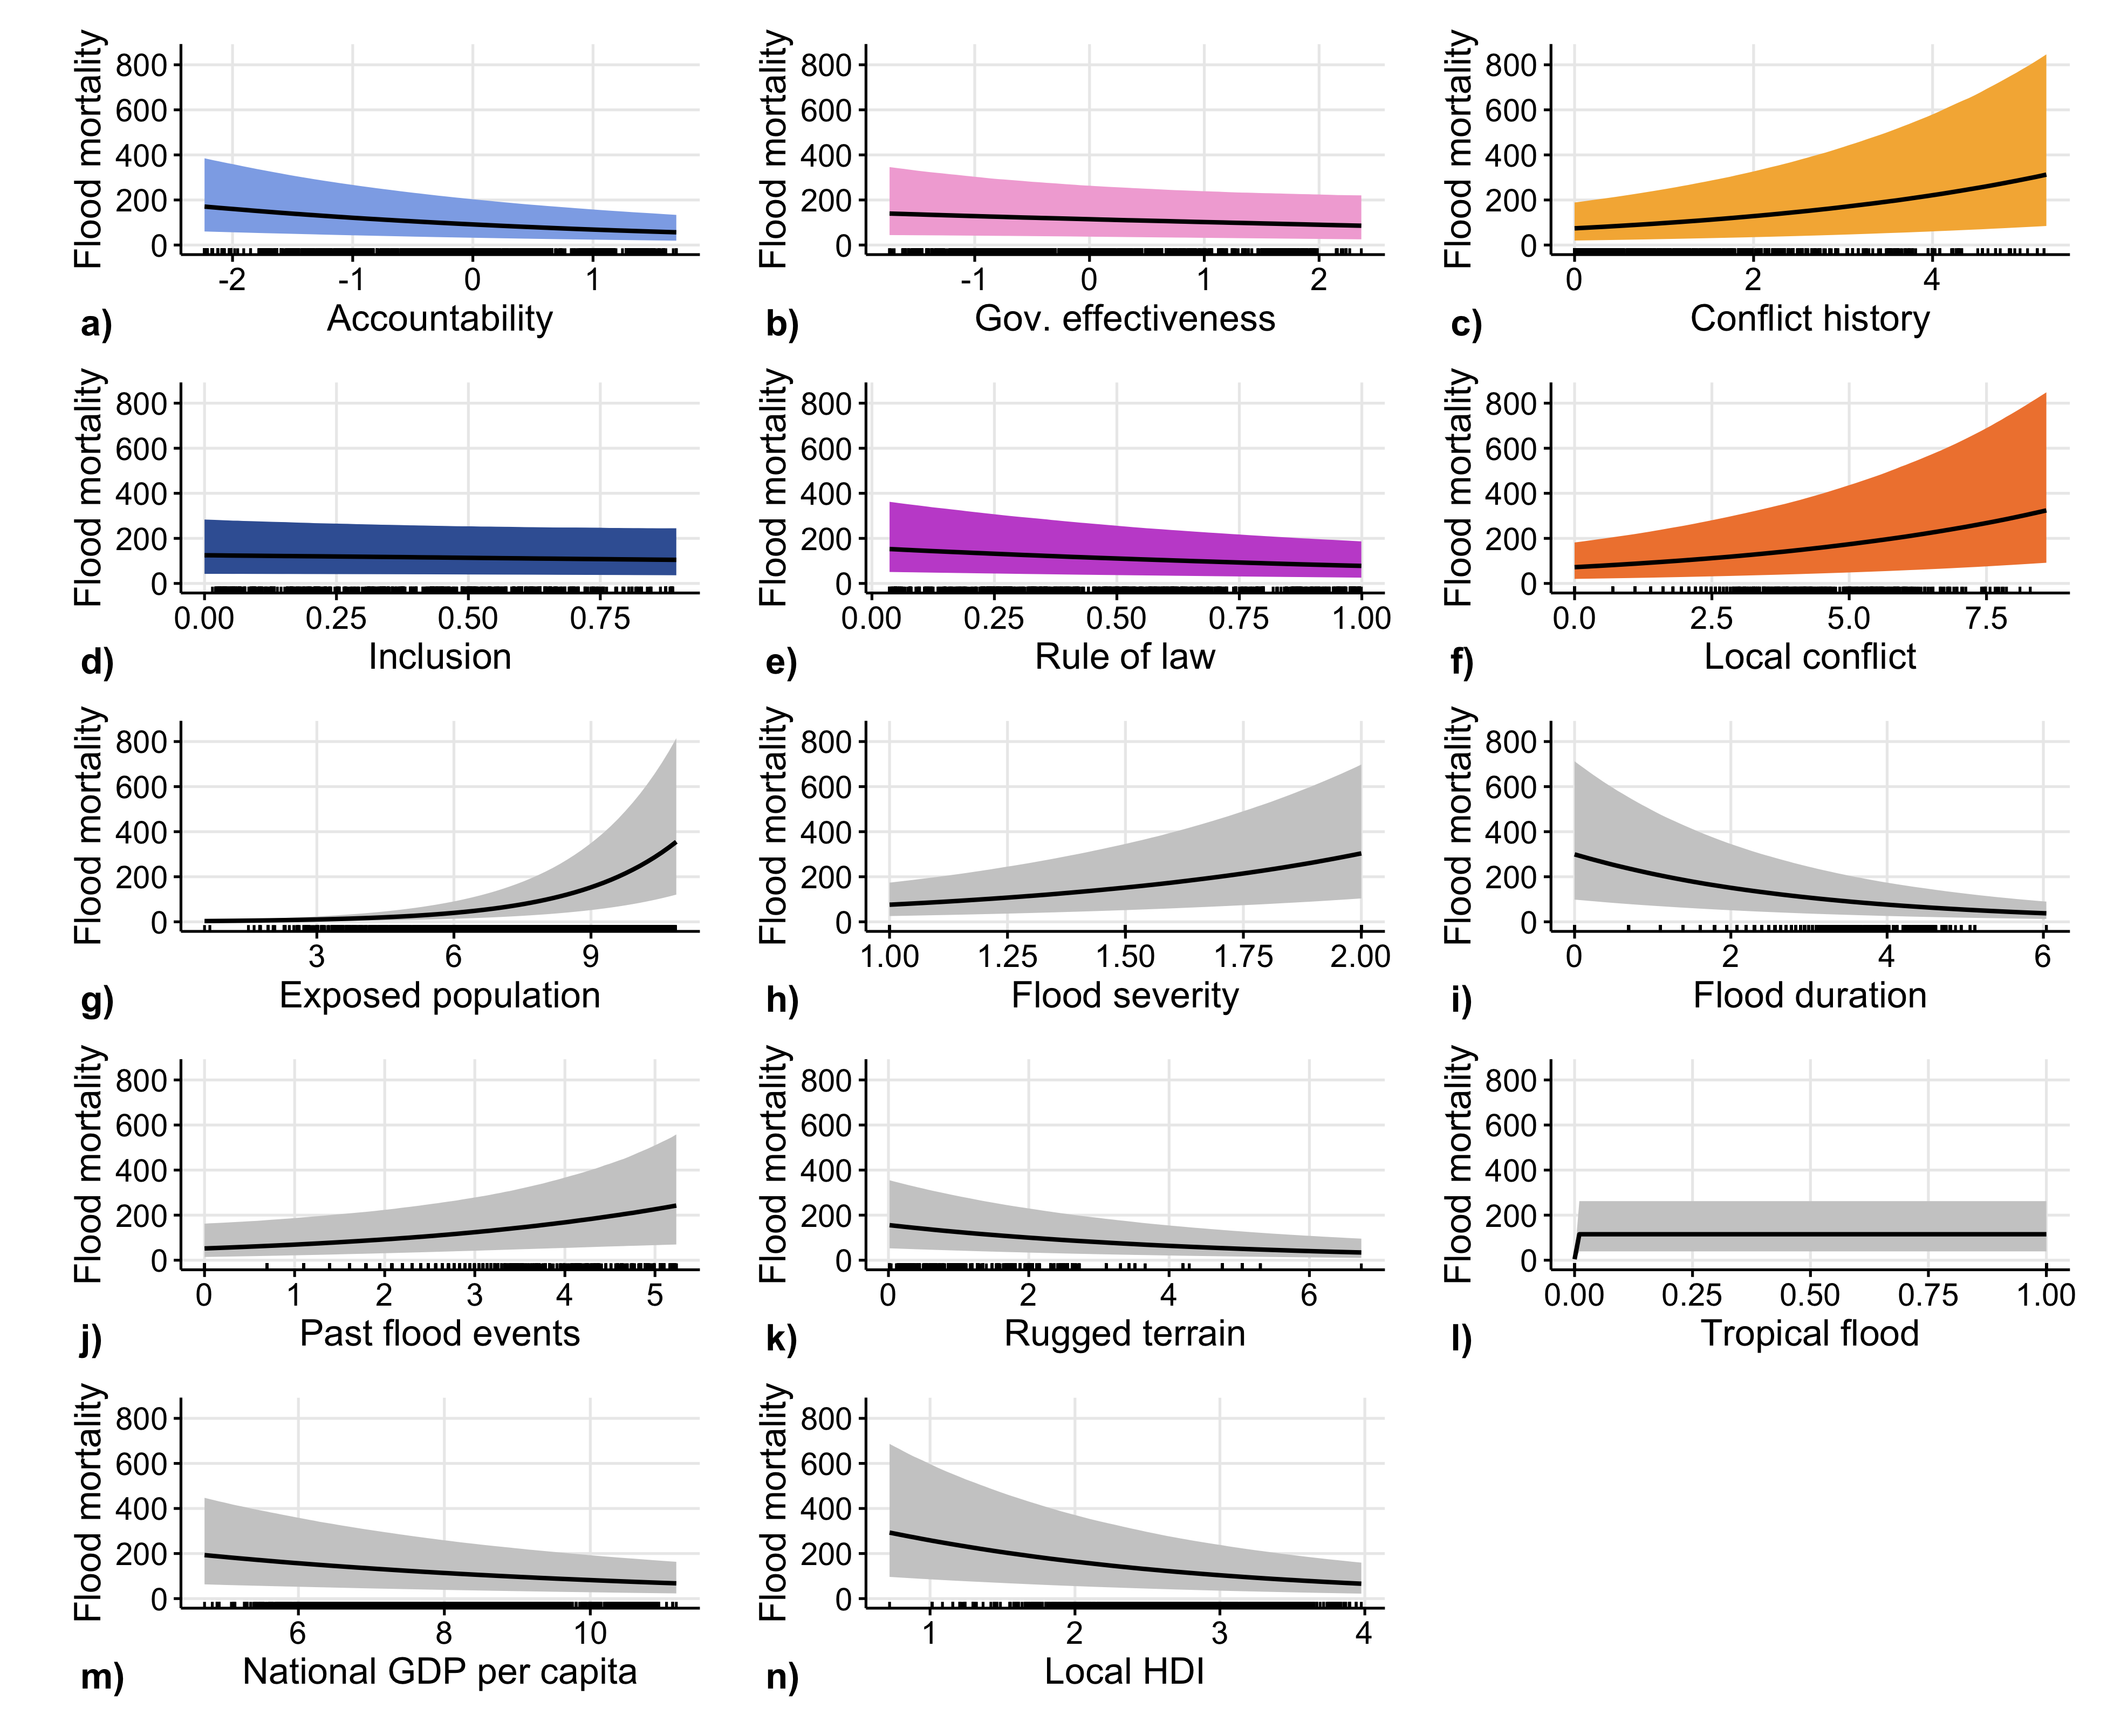 Flood mortality
800
600
400
200
0
-2 -1 0 1
a) Accountability
Flood mortality
800
600
400
200
0
-1 0 1 2
b) Gov. effectiveness
Flood mortality
800
600
400
200
0
0 2 4
c) Conflict history
Flood mortality
800
600
400
200
0
0.00 0.25 0.50 0.75
d) Inclusion
Flood mortality
800
600
400
200
0
0.00 0.25 0.50 0.75 1.00
e) Rule of law
Flood mortality
800
600
400
200
0
0.0 2.5 5.0 7.5
f) Local conflict
Flood mortality
800
600
400
200
0
3 6 9
g) Exposed population
Flood mortality
800
600
400
200
0
1.00 1.25 1.50 1.75 2.00
h) Flood severity
Flood mortality
800
600
400
200
0
0 2 4 6
i) Flood duration
Flood mortality
800
600
400
200
0
0 1 2 3 4 5
j) Past flood events
Flood mortality
800
600
400
200
0
0 2 4 6
k) Rugged terrain
Flood mortality
800
600
400
200
0
0.00 0.25 0.50 0.75 1.00
l) Tropical flood
Flood mortality
800
600
400
200
0
6 8 10
m) National GDP per capita
Flood mortality
800
600
400
200
0
1 2 3 4
n) Local HDI